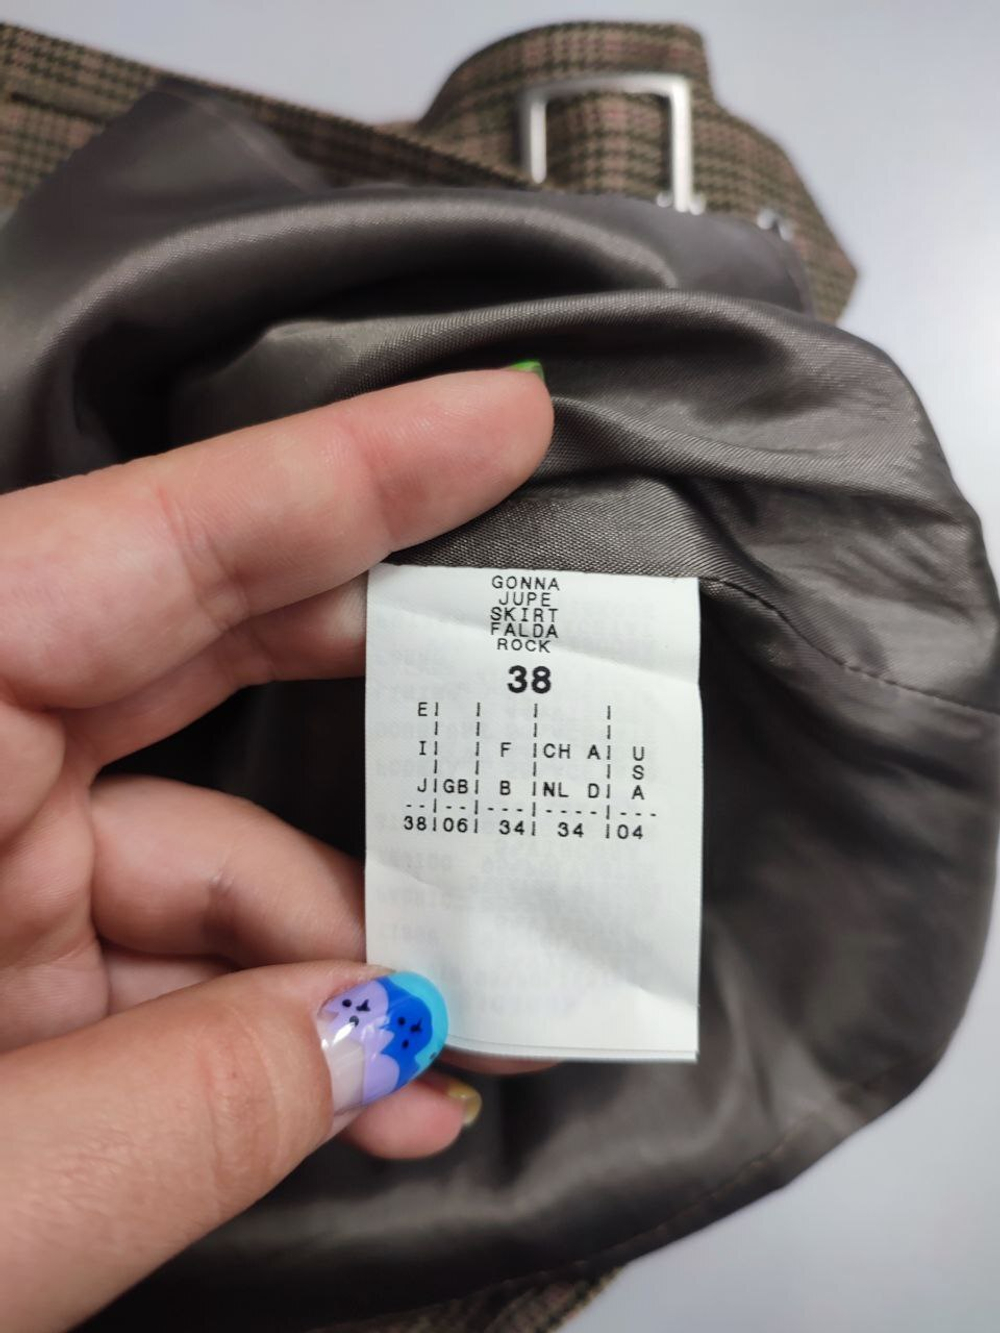 GONNA
JUPE
SKIRT
FALDA
ROCK
38
E| | | |
| | | |
I| | F |CH A| U
| | | | S
J|GB| B |NL D| A
--|--|---|----|---
38|06| 34| 34 |04